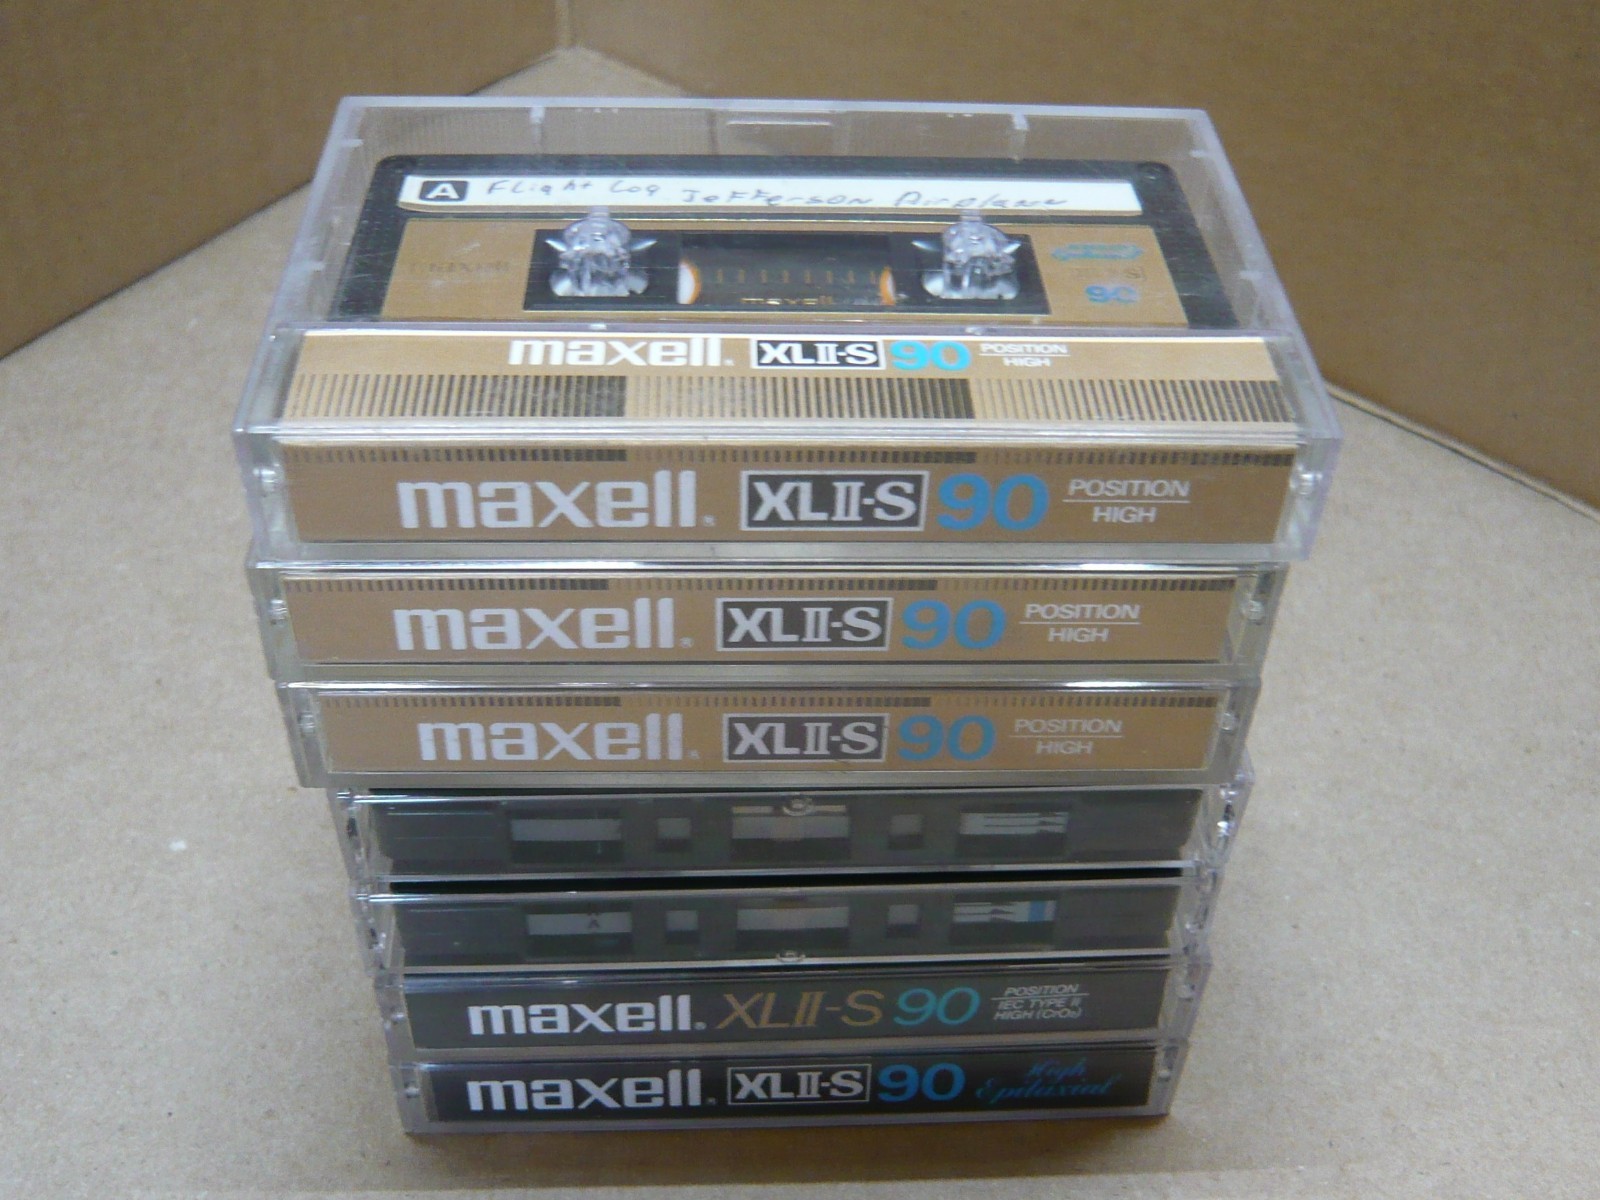 A Flight Log Jefferson Airplane
maxell
XLII-S
90
maxell
maxell XLII-S 90 POSITION HIGH
maxell XLII-S 90 POSITION HIGH
maxell XLII-S 90 POSITION HIGH
maxell XLII-S 90 POSITION HIGH
maxell XLII-S 90 POSITION IEC TYPE II HIGH (CrO₂)
maxell XLII-S 90 High Epitaxial